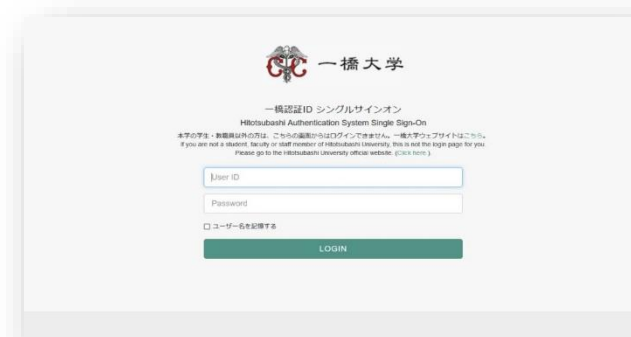 一橋大学
一橋認証ID シングルサインオン
Hitotsubashi Authentication System Single Sign-On
本学の学生・教職員以外の方は、こちらの画面からはログインできません。一橋大学ウェブサイトはこちら。
If you are not a student, faculty or staff member of Hitotsubashi University, this is not the login page for you.
Please go to the Hitotsubashi University official website. (Click here )
User ID
Password
ユーザー名を記憶する
LOGIN